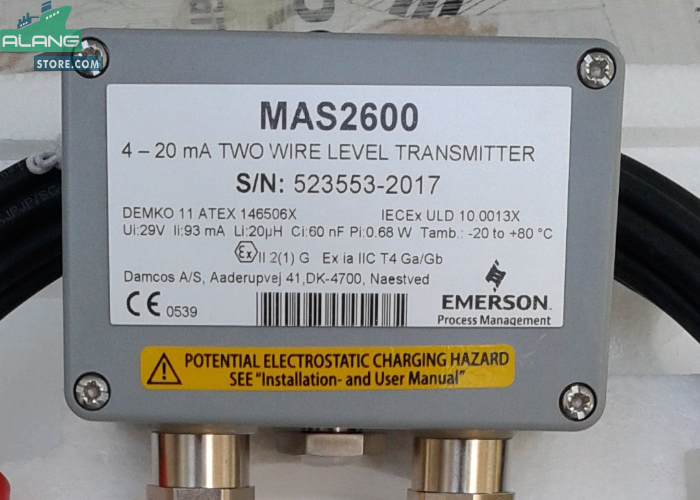 ALANG
STORE.COM
MAS2600
4 – 20 mA TWO WIRE LEVEL TRANSMITTER
S/N: 523553-2017
DEMKO 11 ATEX 146506X IECEx ULD 10.0013X
Ui:29V Ii:93 mA Li:20µH Ci:60 nF Pi:0.68 W Tamb.: -20 to +80 °C
Ex II 2(1) G Ex ia IIC T4 Ga/Gb
Damcos A/S, Aaderupvej 41,DK-4700, Naestved
CE 0539
EMERSON
Process Management
POTENTIAL ELECTROSTATIC CHARGING HAZARD
SEE "Installation- and User Manual"